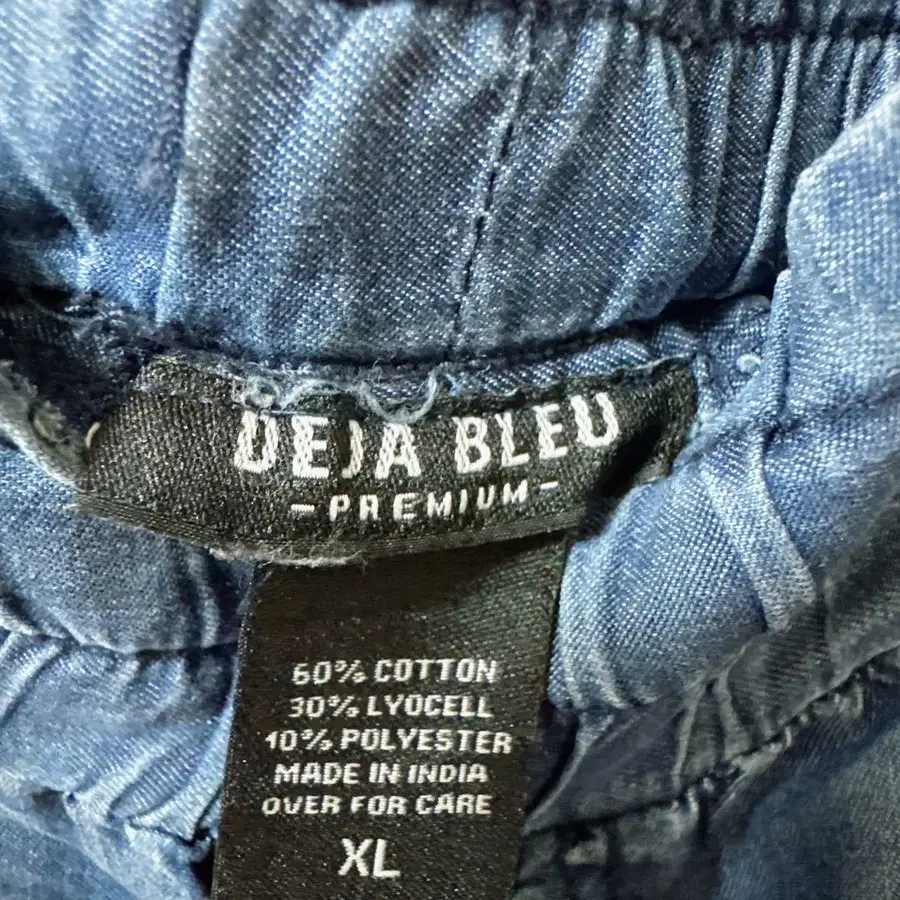 DEJA BLEU
-PREMIUM-
60% COTTON
30% LYOCELL
10% POLYESTER
MADE IN INDIA
OVER FOR CARE
XL